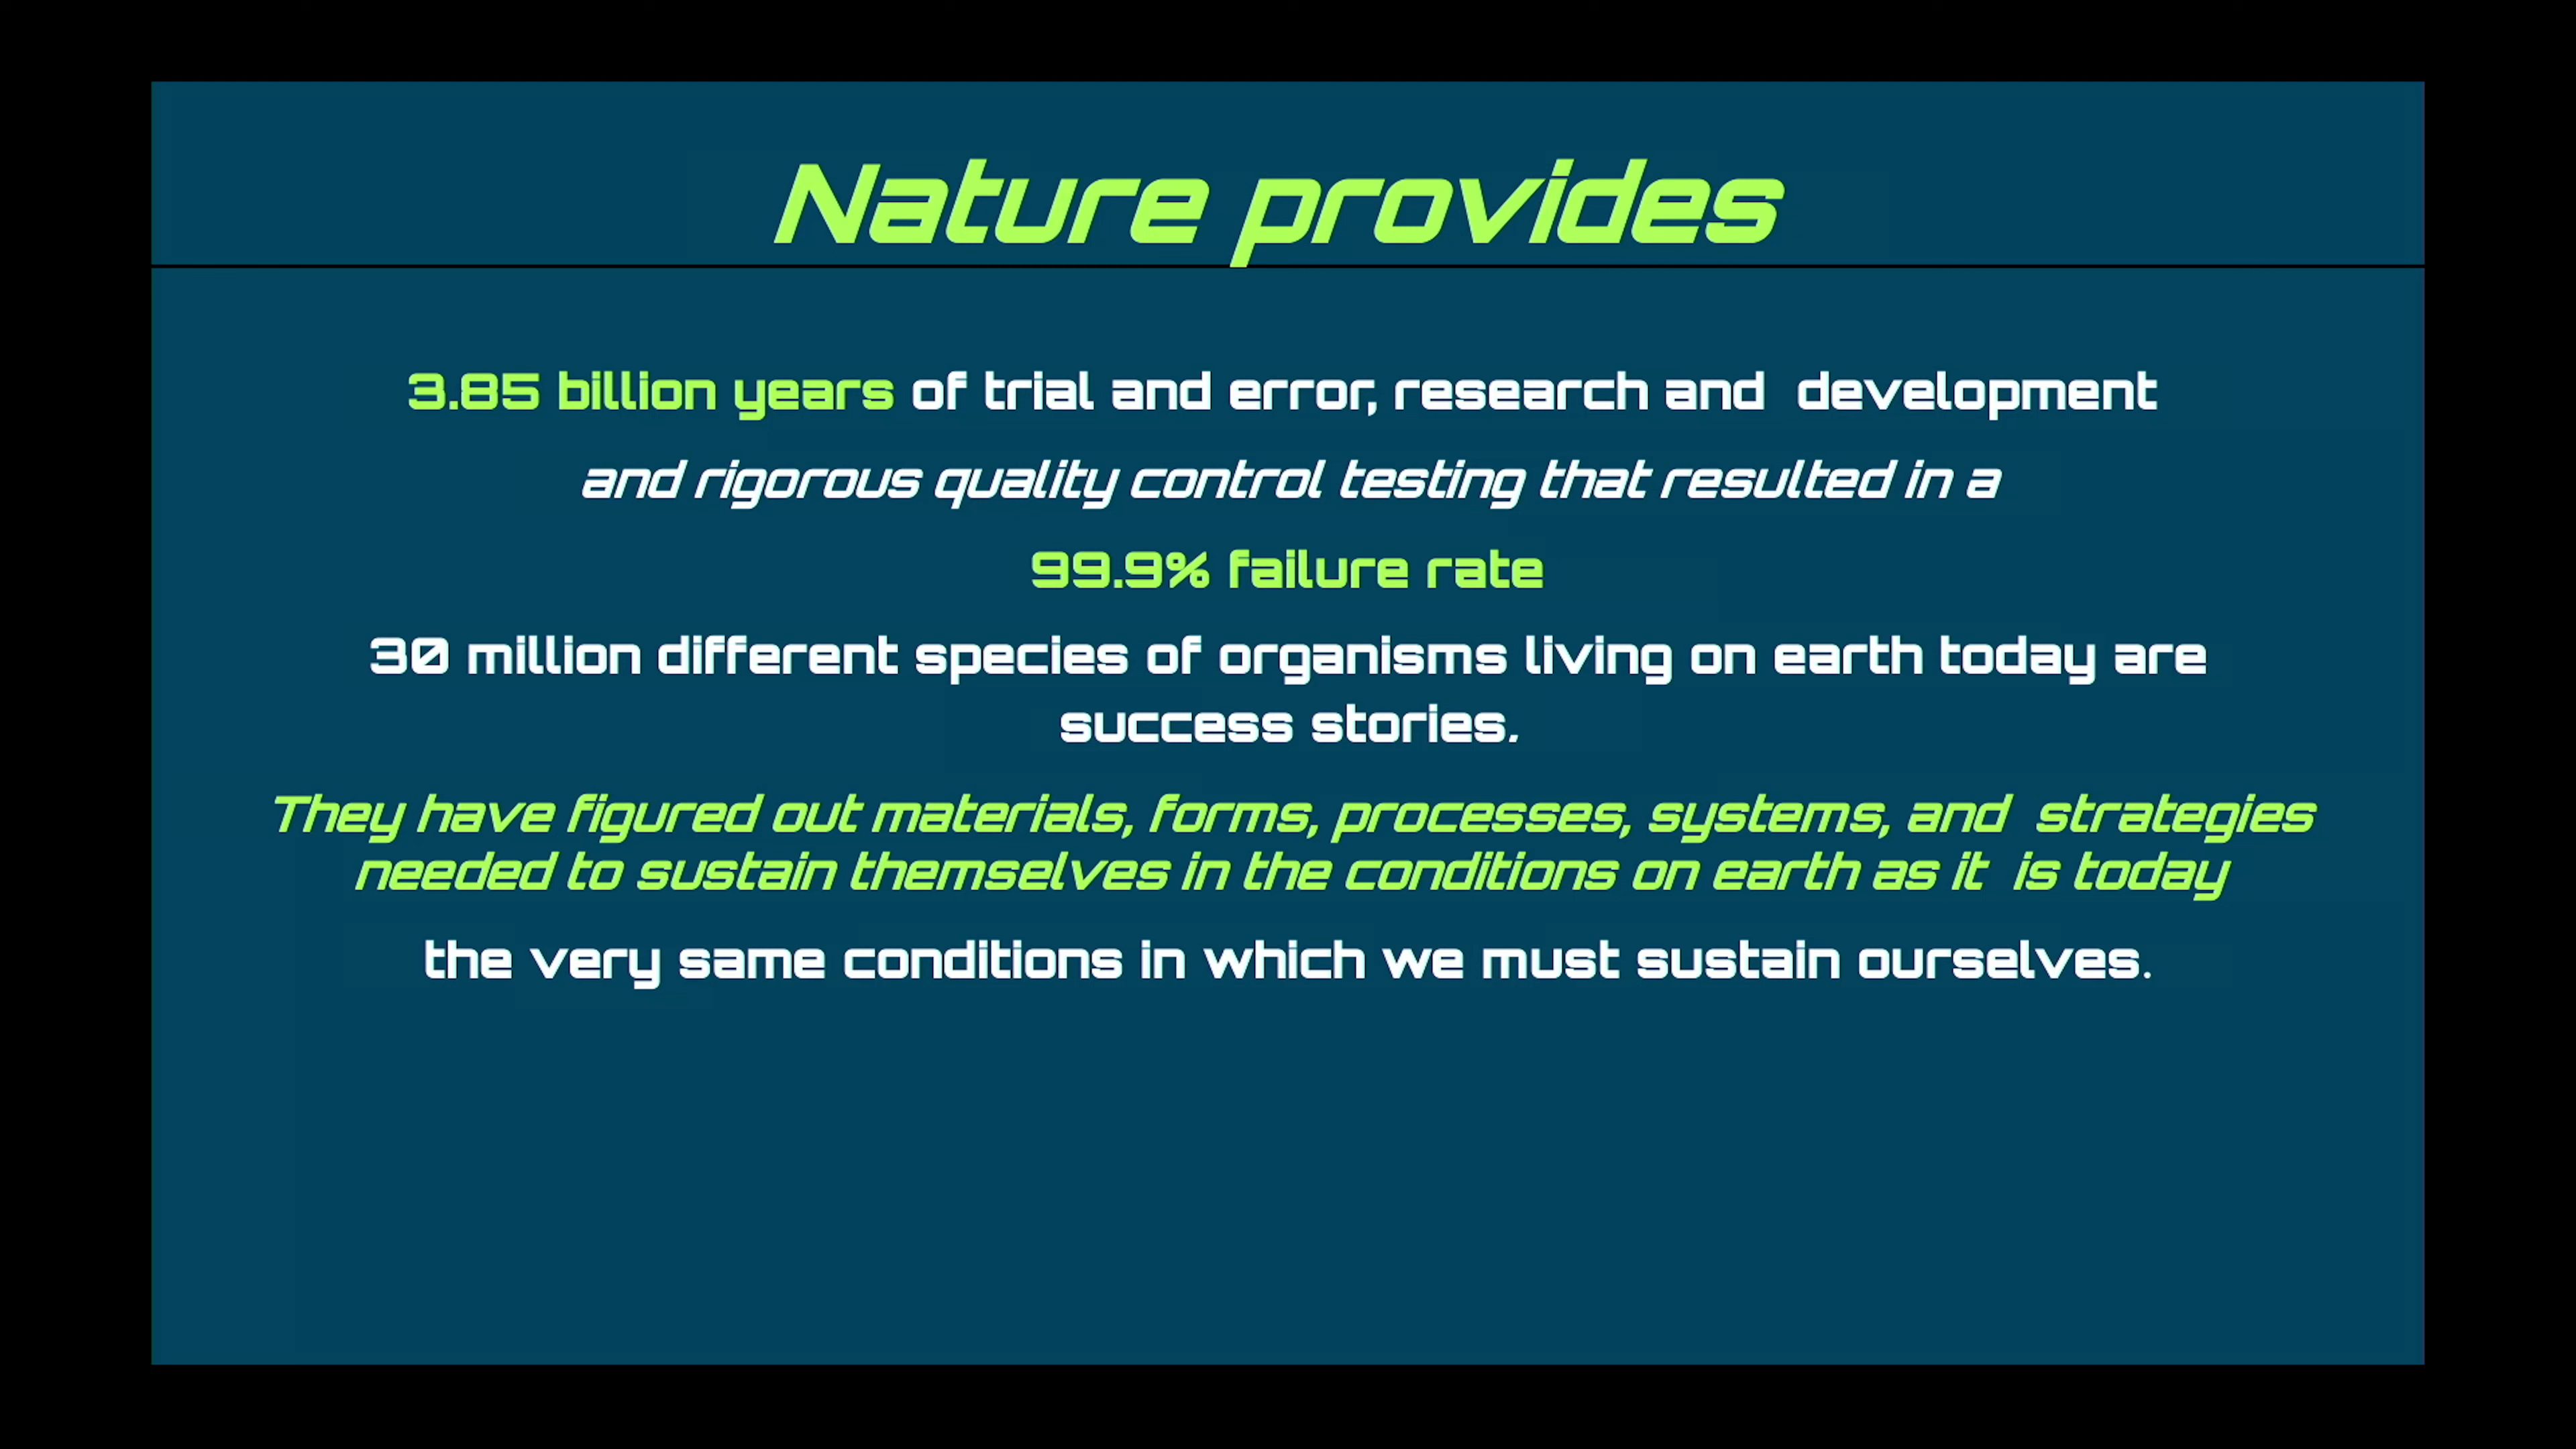 Nature provides
3.85 billion years of trial and error, research and development
and rigorous quality control testing that resulted in a
99.9% failure rate
30 million different species of organisms living on earth today are
success stories.
They have figured out materials, forms, processes, systems, and strategies
needed to sustain themselves in the conditions on earth as it is today
the very same conditions in which we must sustain ourselves.